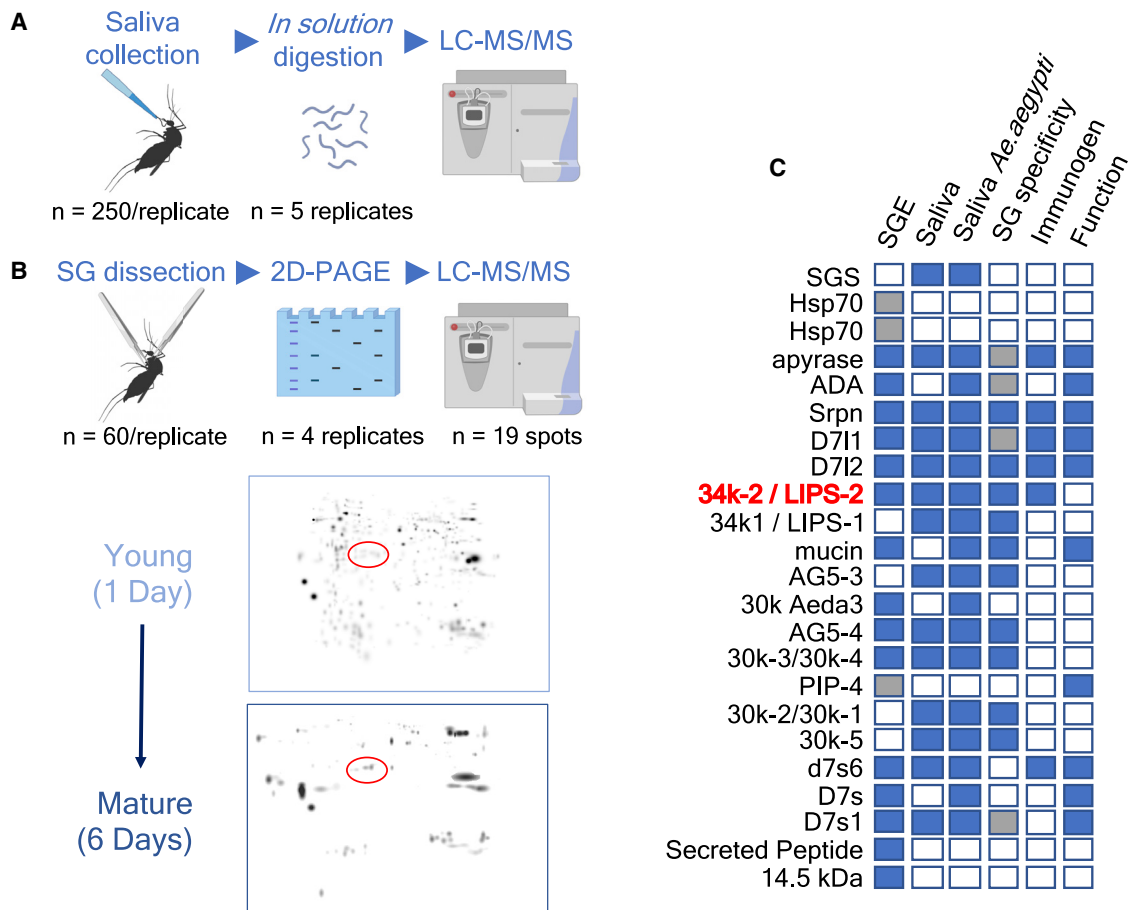 A
Saliva
collection
In solution
digestion
LC-MS/MS
n = 250/replicate
n = 5 replicates
B
SG dissection
2D-PAGE
LC-MS/MS
n = 60/replicate
n = 4 replicates
n = 19 spots
Young
(1 Day)
Mature
(6 Days)
C
SGE
Saliva
Saliva Ae.aegypti
SG specificity
Immunogen
Function
SGS
Hsp70
Hsp70
apyrase
ADA
Srpn
D7l1
D7l2
34k-2 / LIPS-2
34k1 / LIPS-1
mucin
AG5-3
30k Aeda3
AG5-4
30k-3/30k-4
PIP-4
30k-2/30k-1
30k-5
d7s6
D7s
D7s1
Secreted Peptide
14.5 kDa